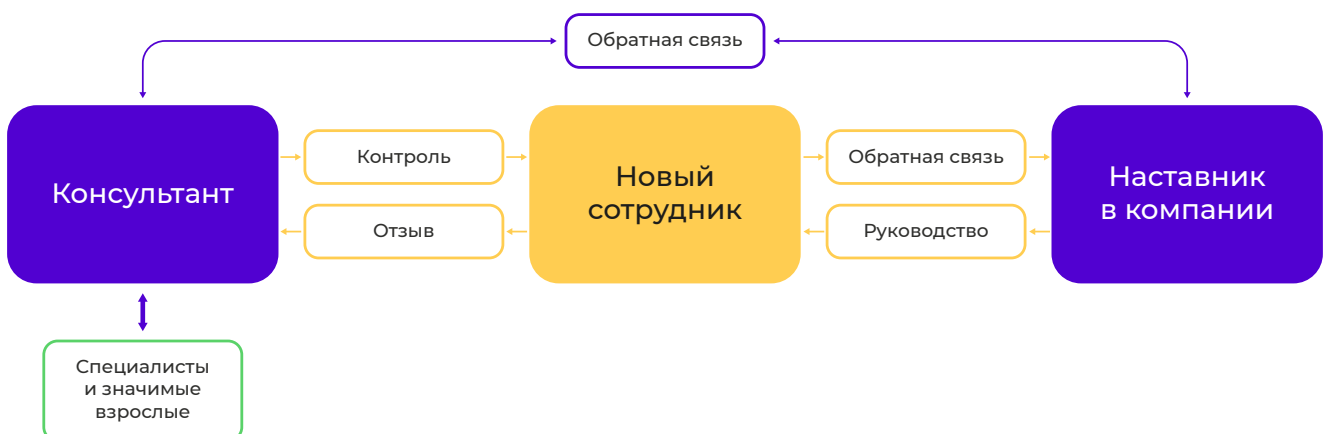 Обратная связь
Консультант
Контроль
Отзыв
Новый
сотрудник
Обратная связь
Руководство
Наставник
в компании
Специалисты
и значимые
взрослые